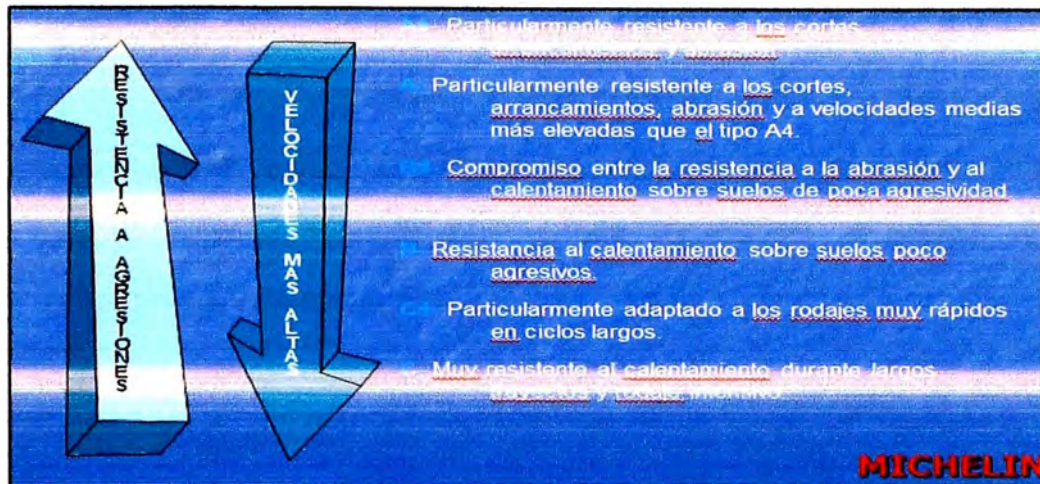 RESISTENCIA A AGRESIONES
VELOCIDADES MAS ALTAS
Particularmente resistente a los cortes
y abrasión
Particularmente resistente a los cortes,
arrancamientos, abrasión y a velocidades medias
más elevadas que el tipo A4.
Compromiso entre la resistencia a la abrasión y al
calentamiento sobre suelos de poca agresividad
Resistancia al calentamiento sobre suelos poco
agresivos.
Particularmente adaptado a los rodajes muy rápidos
en ciclos largos.
Muy resistente al calentamiento durante largos
y rodaje intensivo.
MICHELIN